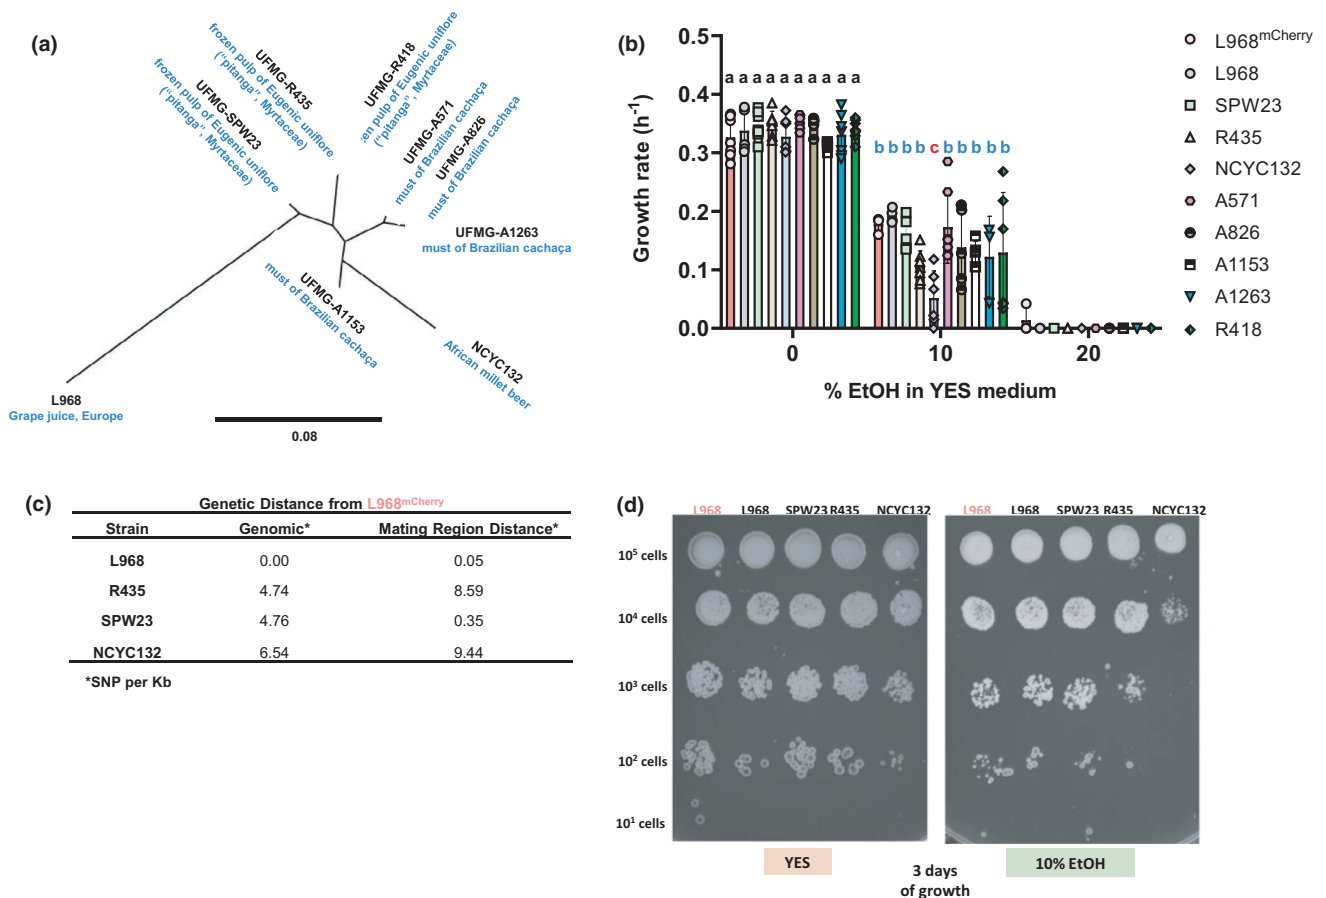 (a)
frozen pulp of Eugenic uniflore
("pitanga", Myrtaceae)
UFMG-SPW23
frozen pulp of Eugenic uniflore
("pitanga", Myrtaceae)
UFMG-R435
zen pulp of Eugenic uniflore
("pitanga", Myrtaceae)
UFMG-R418
UFMG-A571
must of Brazilian cachaça
UFMG-A826
must of Brazilian cachaça
UFMG-A1263
must of Brazilian cachaça
UFMG-A1153
must of Brazilian cachaça
NCYC132
African millet beer
L968
Grape juice, Europe
0.08
(b)
Growth rate (h-1)
0.5
0.4
0.3
0.2
0.1
0.0
a a a a a a a a a a
b b b b c b b b b b
0 10 20
% EtOH in YES medium
L968mCherry
L968
SPW23
R435
NCYC132
A571
A826
A1153
A1263
R418
(c)
Genetic Distance from L968mCherry
Strain Genomic* Mating Region Distance*
L968 0.00 0.05
R435 4.74 8.59
SPW23 4.76 0.35
NCYC132 6.54 9.44
*SNP per Kb
(d)
L968 L968 SPW23 R435 NCYC132
L968 L968 SPW23 R435 NCYC132
10⁵ cells
10⁴ cells
10³ cells
10² cells
10¹ cells
YES
3 days
of growth
10% EtOH